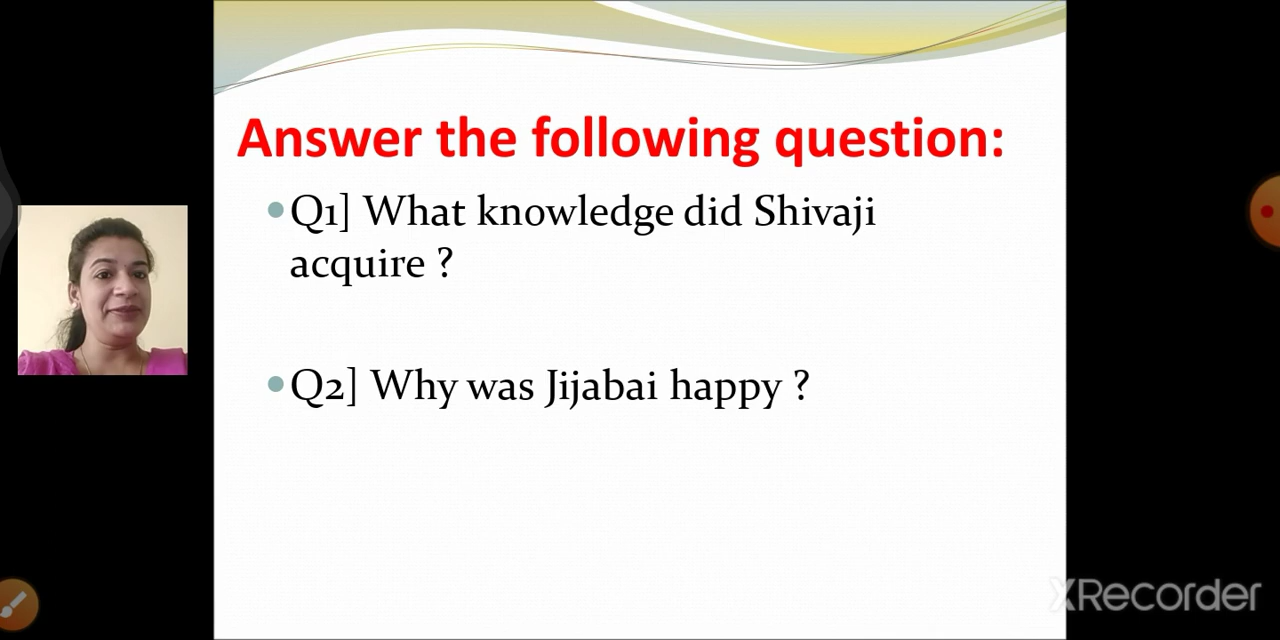 Answer the following question:
Q1] What knowledge did Shivaji
acquire ?
Q2] Why was Jijabai happy ?
XRecorder